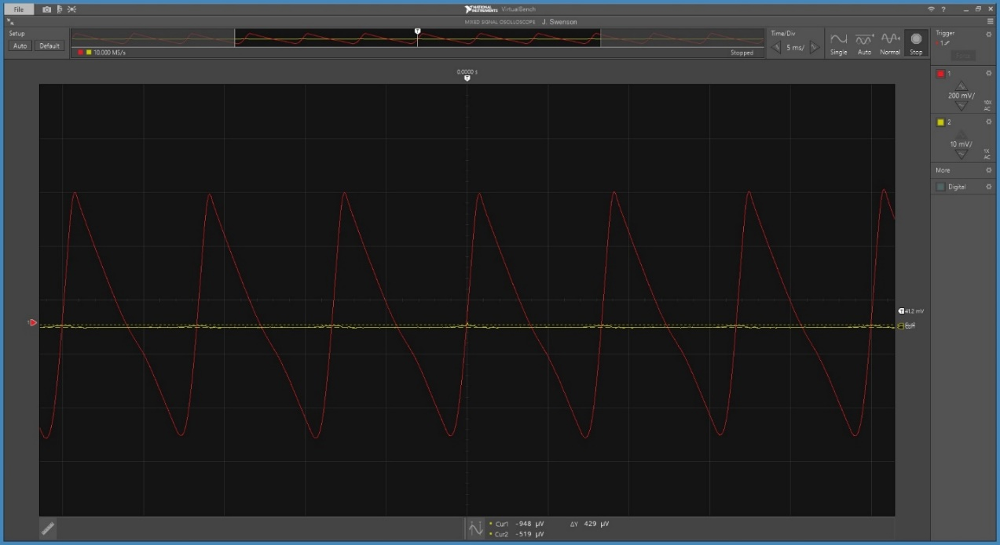 File
NATIONAL INSTRUMENTS VirtualBench
MIXED SIGNAL OSCILLOSCOPE J. Swenson
Setup
Auto Default
10.000 MS/s
Stopped
T
Time/Div
5 ms/
Single Auto Normal Stop
Trigger
1
?
1
200 mV/
10X
AC
2
10 mV/
1X
AC
More
Digital
0.0000 s
T
1
T 41.2 mV
Cur1 -948 µV ΔY 429 µV
Cur2 -519 µV